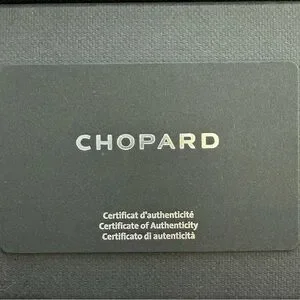 CHOPARD
Certificat d'authenticité
Certificate of Authenticity
Certificato di autenticità